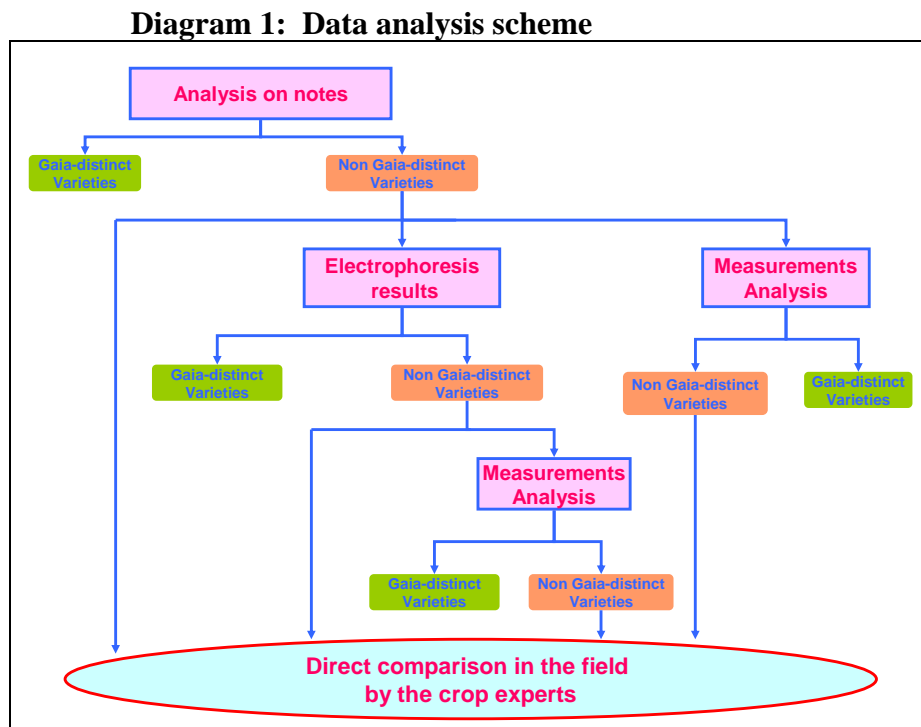 Diagram 1: Data analysis scheme
Analysis on notes
Gaia-distinct
Varieties
Non Gaia-distinct
Varieties
Electrophoresis
results
Measurements
Analysis
Gaia-distinct
Varieties
Non Gaia-distinct
Varieties
Non Gaia-distinct
Varieties
Gaia-distinct
Varieties
Measurements
Analysis
Gaia-distinct
Varieties
Non Gaia-distinct
Varieties
Direct comparison in the field
by the crop experts